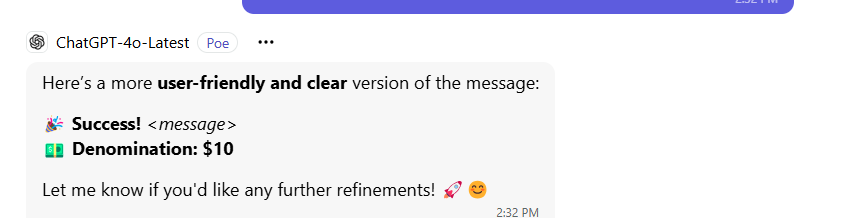 2:32 PM
ChatGPT-4o-Latest Poe
Here's a more user-friendly and clear version of the message:
🎉 Success! <message>
💵 Denomination: $10
Let me know if you'd like any further refinements! 🚀 😊
2:32 PM